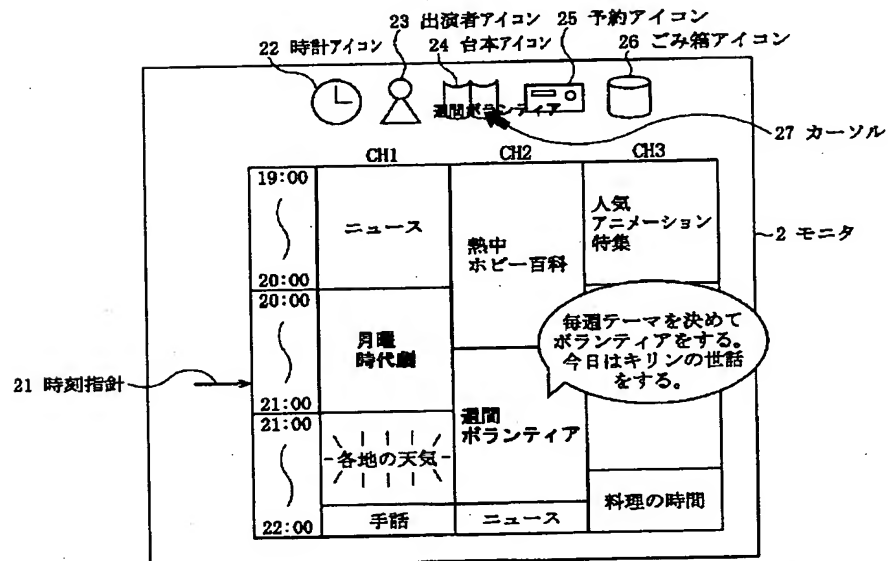 23 出演者アイコン
25 予約アイコン
22 時計アイコン
24 台本アイコン
26 ごみ箱アイコン
週間ボランティア
27 カーソル
CH1 CH2 CH3
19:00
20:00
20:00
21:00
21:00
22:00
ニュース
月曜
時代劇
各地の天気
手話
熱中
ホビー百科
週間
ボランティア
ニュース
人気
アニメーション
特集
毎週テーマを決めて
ボランティアをする。
今日はキリンの世話
をする。
料理の時間
2 モニタ
21 時刻指針